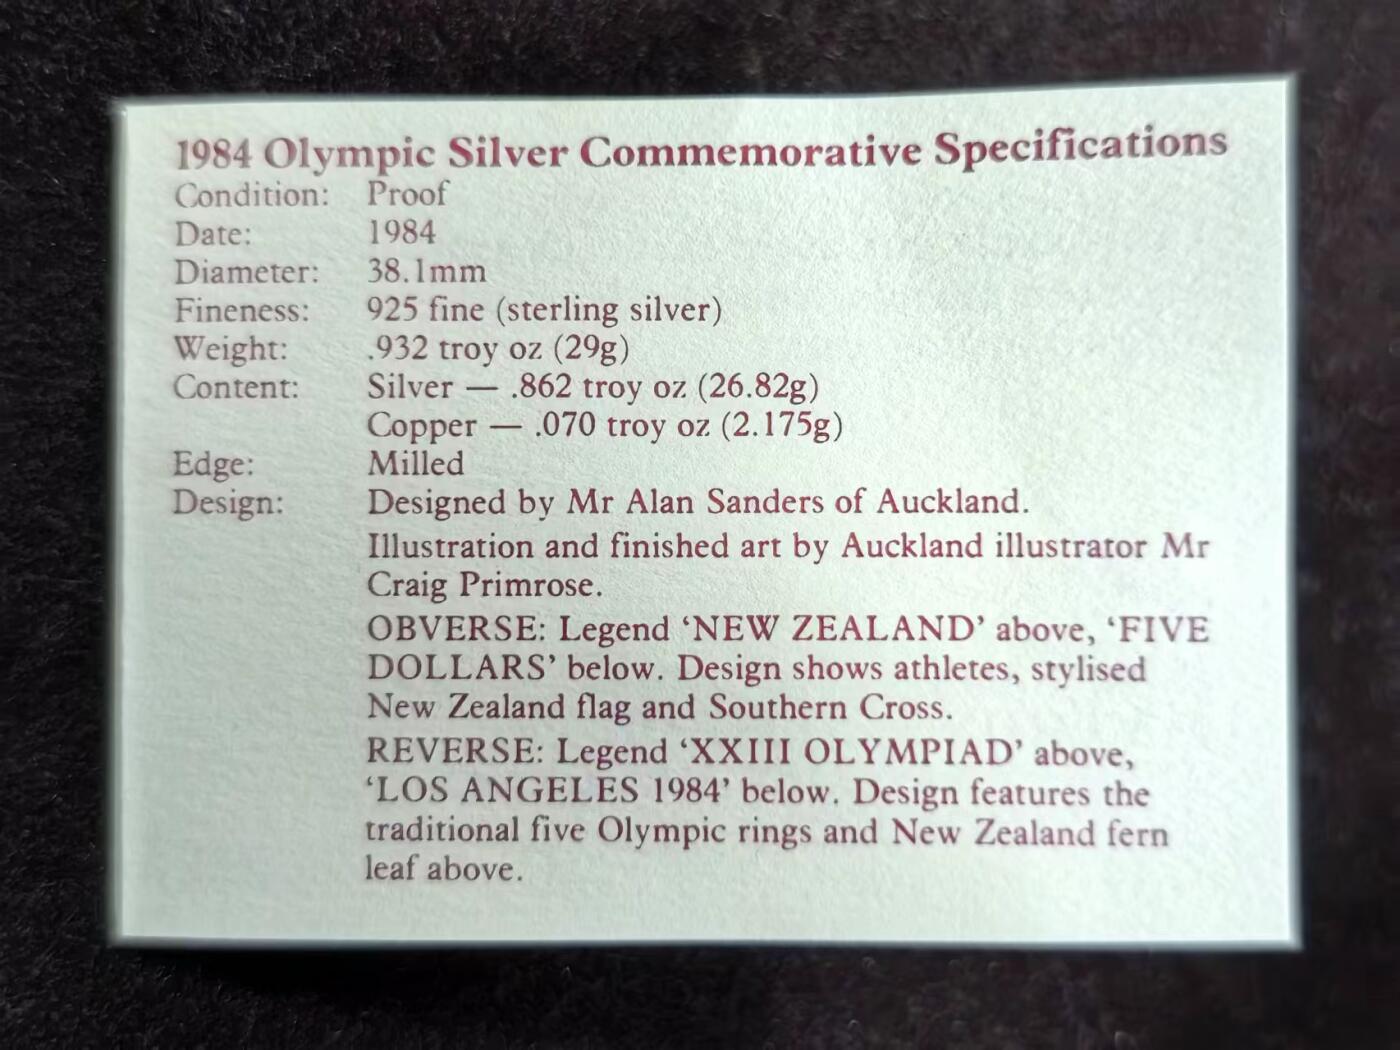 1984 Olympic Silver Commemorative Specifications
Condition: Proof
Date: 1984
Diameter: 38.1mm
Fineness: 925 fine (sterling silver)
Weight: .932 troy oz (29g)
Content: Silver — .862 troy oz (26.82g)
Copper — .070 troy oz (2.175g)
Edge: Milled
Design: Designed by Mr Alan Sanders of Auckland.
Illustration and finished art by Auckland illustrator Mr
Craig Primrose.
OBVERSE: Legend ‘NEW ZEALAND’ above, ‘FIVE
DOLLARS’ below. Design shows athletes, stylised
New Zealand flag and Southern Cross.
REVERSE: Legend ‘XXIII OLYMPIAD’ above,
‘LOS ANGELES 1984’ below. Design features the
traditional five Olympic rings and New Zealand fern
leaf above.